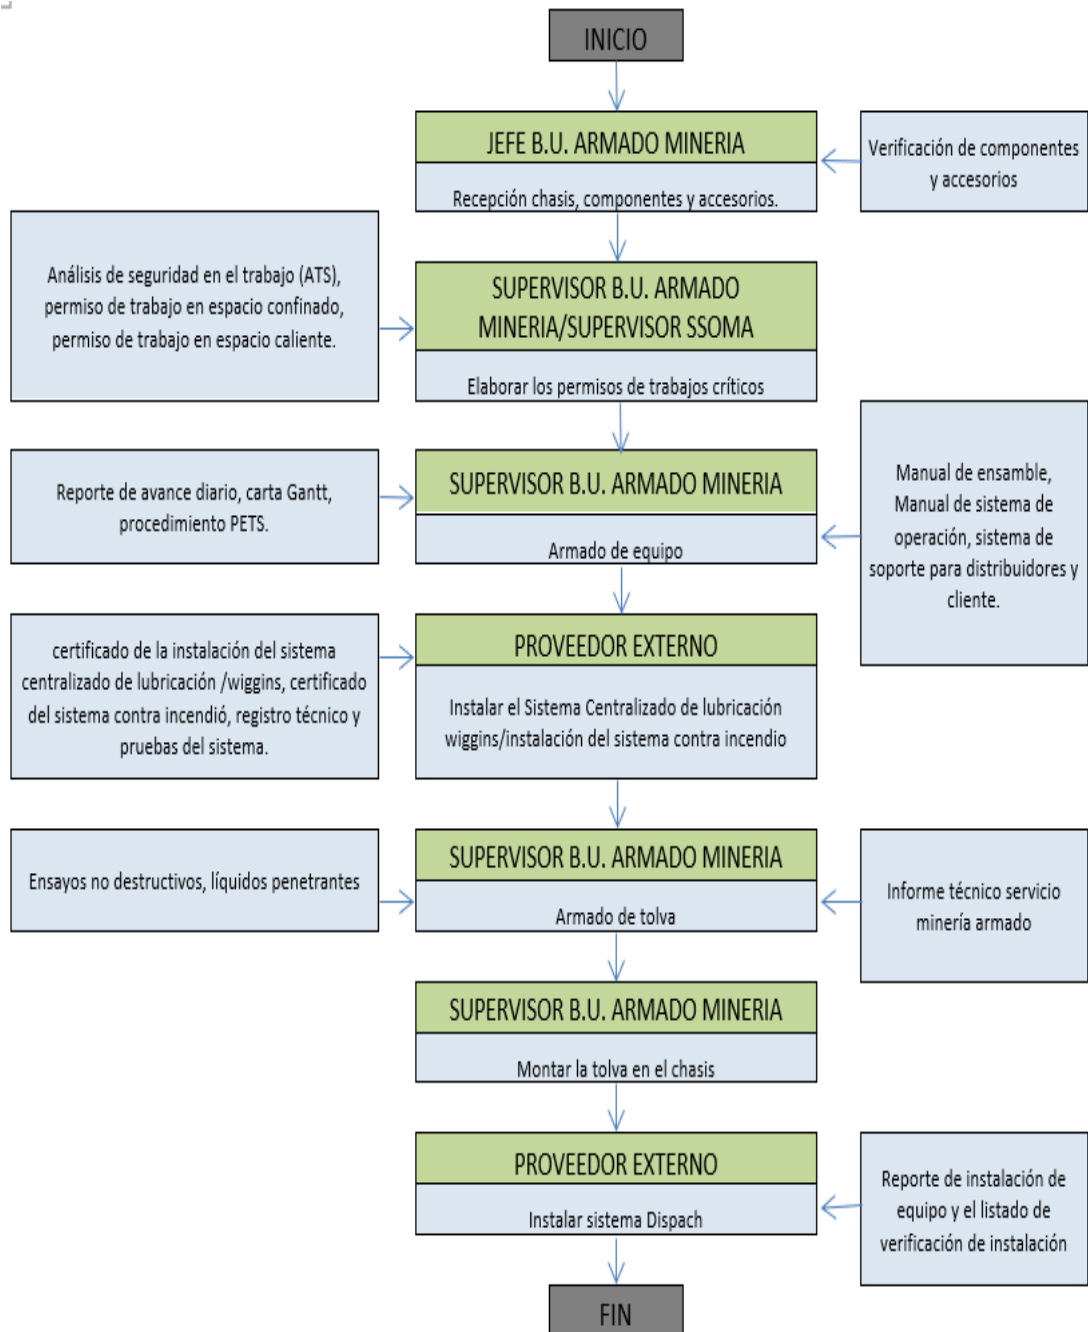 INICIO
JEFE B.U. ARMADO MINERIA
Recepción chasis, componentes y accesorios.
Verificación de componentes
y accesorios
Análisis de seguridad en el trabajo (ATS),
permiso de trabajo en espacio confinado,
permiso de trabajo en espacio caliente.
SUPERVISOR B.U. ARMADO
MINERIA/SUPERVISOR SSOMA
Elaborar los permisos de trabajos críticos
Reporte de avance diario, carta Gantt,
procedimiento PETS.
SUPERVISOR B.U. ARMADO MINERIA
Armado de equipo
Manual de ensamble,
Manual de sistema de
operación, sistema de
soporte para distribuidores y
cliente.
certificado de la instalación del sistema
centralizado de lubricación /wiggins, certificado
del sistema contra incendió, registro técnico y
pruebas del sistema.
PROVEEDOR EXTERNO
Instalar el Sistema Centralizado de lubricación
wiggins/instalación del sistema contra incendio
Ensayos no destructivos, líquidos penetrantes
SUPERVISOR B.U. ARMADO MINERIA
Armado de tolva
Informe técnico servicio
minería armado
SUPERVISOR B.U. ARMADO MINERIA
Montar la tolva en el chasis
PROVEEDOR EXTERNO
Instalar sistema Dispach
Reporte de instalación de
equipo y el listado de
verificación de instalación
FIN